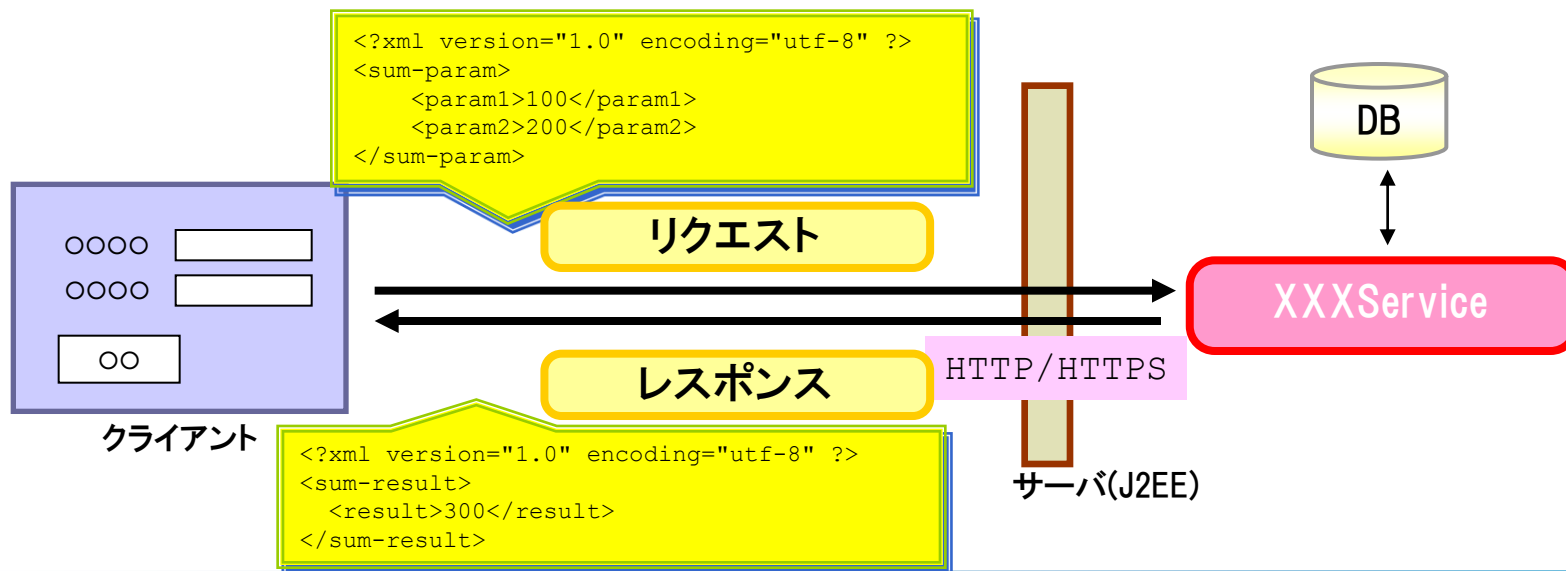 <?xml version="1.0" encoding="utf-8" ?>
<sum-param>
    <param1>100</param1>
    <param2>200</param2>
</sum-param>
DB
リクエスト
○○○○
○○○○
○○
XXXService
HTTP/HTTPS
レスポンス
クライアント
<?xml version="1.0" encoding="utf-8" ?>
<sum-result>
  <result>300</result>
</sum-result>
サーバ(J2EE)